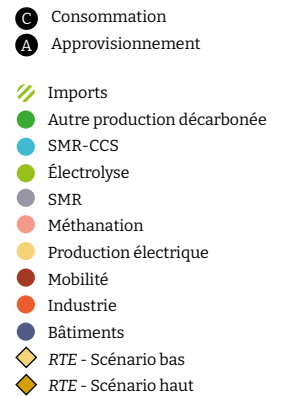 C Consommation
A Approvisionnement
Imports
Autre production décarbonée
SMR-CCS
Électrolyse
SMR
Méthanation
Production électrique
Mobilité
Industrie
Bâtiments
RTE - Scénario bas
RTE - Scénario haut